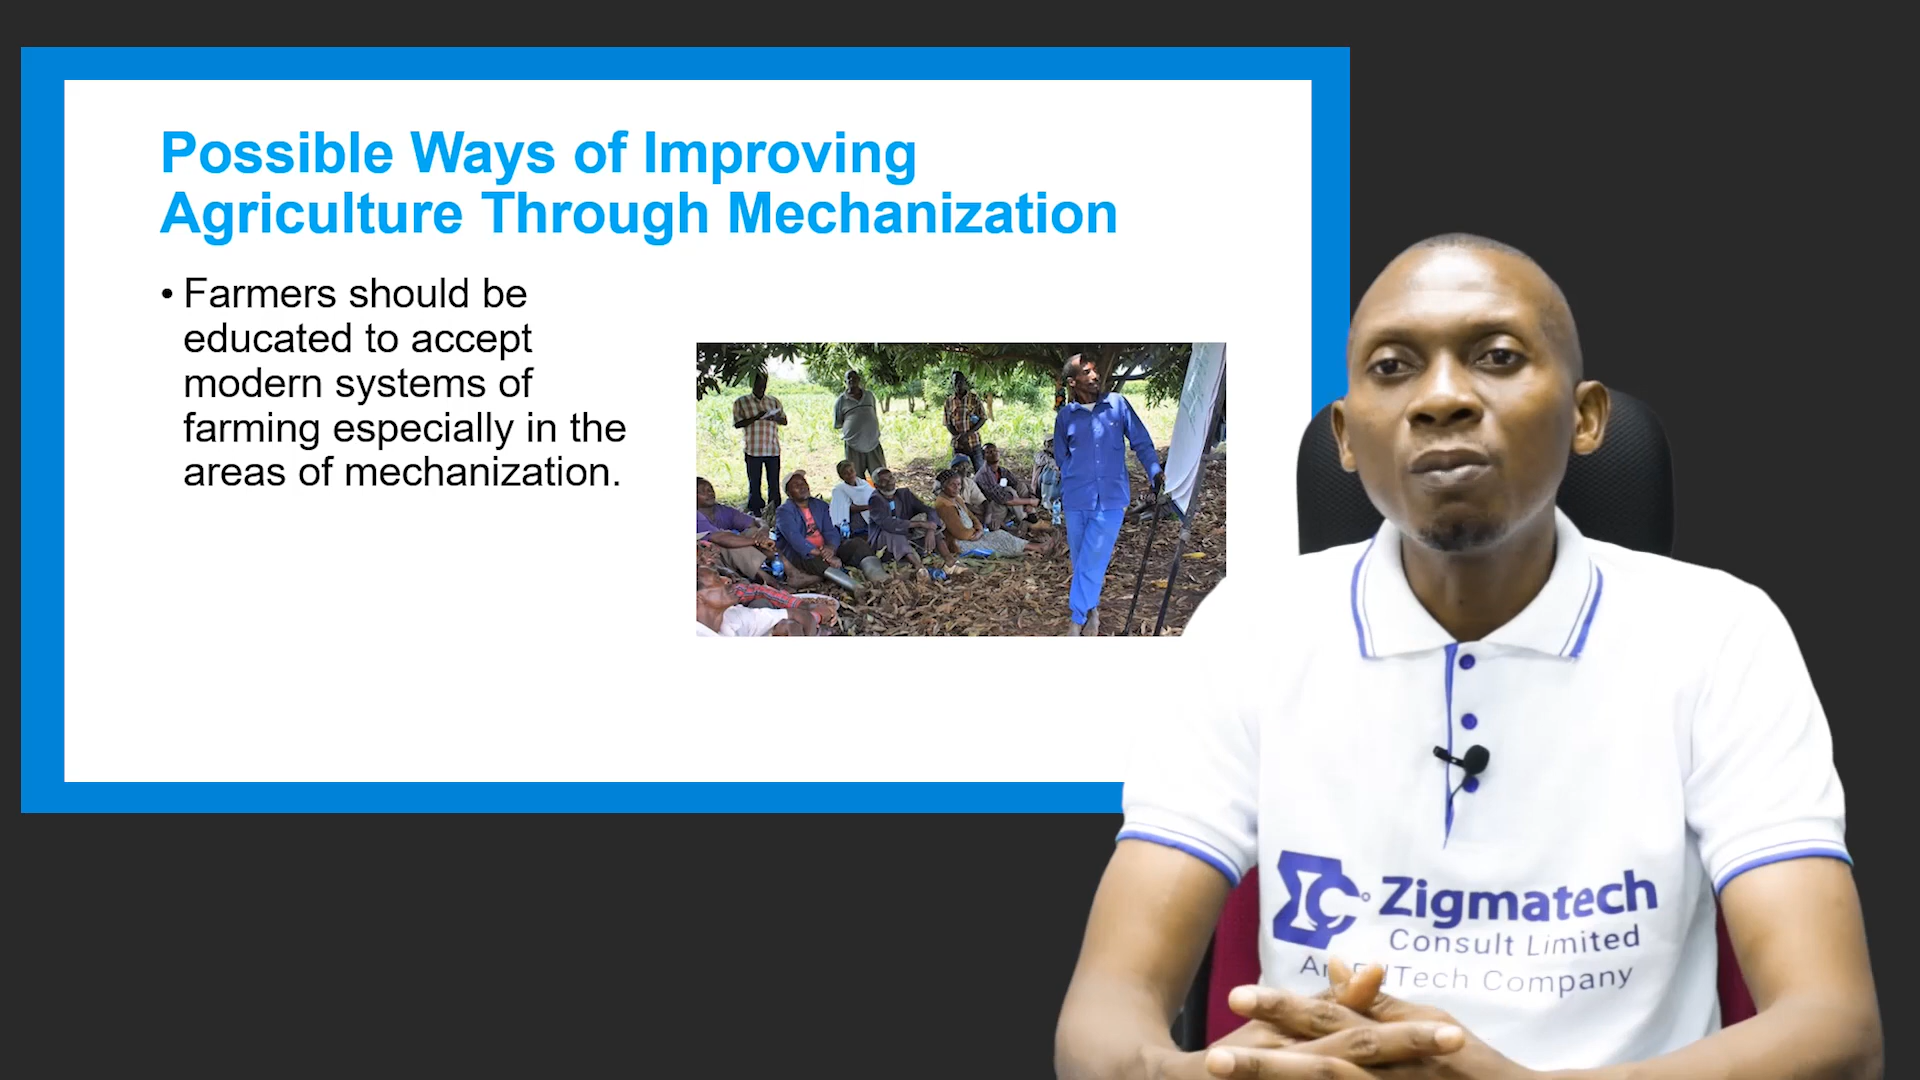 Possible Ways of Improving
Agriculture Through Mechanization
• Farmers should be
educated to accept
modern systems of
farming especially in the
areas of mechanization.
Zigmatech
Consult Limited
Tech Company